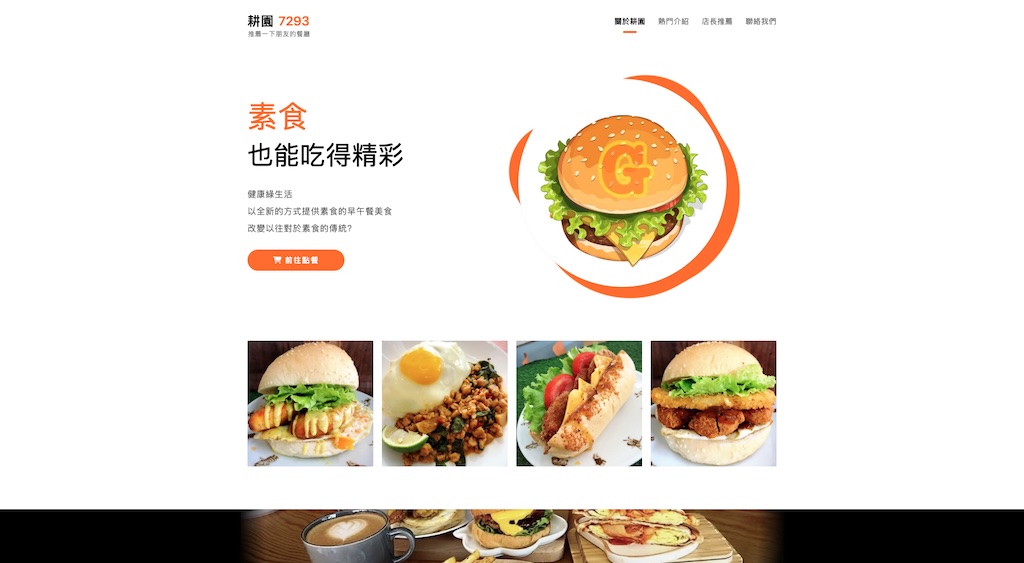 耕園 7293
推薦一下朋友的餐廳
關於耕園
熱門介紹
店長推薦
聯絡我們
素食
也能吃得精彩
G
健康綠生活
以全新的方式提供素食的早午餐美食
改變以往對於素食的傳統?
前往點餐